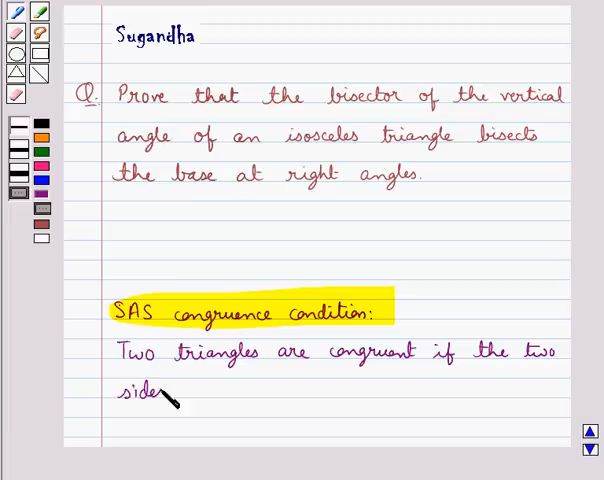 Sugandha
Q. Prove that the bisector of the vertical
angle of an isosceles triangle bisects
the base at right angles.
SAS congruence condition:
Two triangles are congruent if the two
side